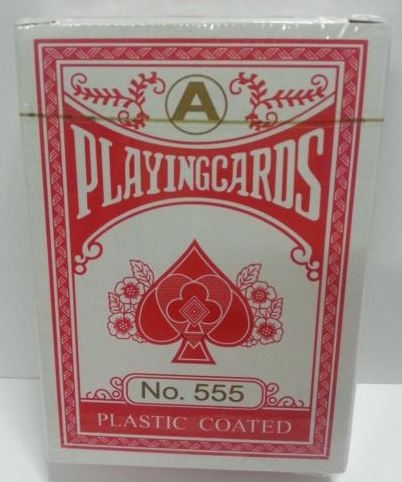 A
PLAYINGCARDS
No. 555
PLASTIC COATED